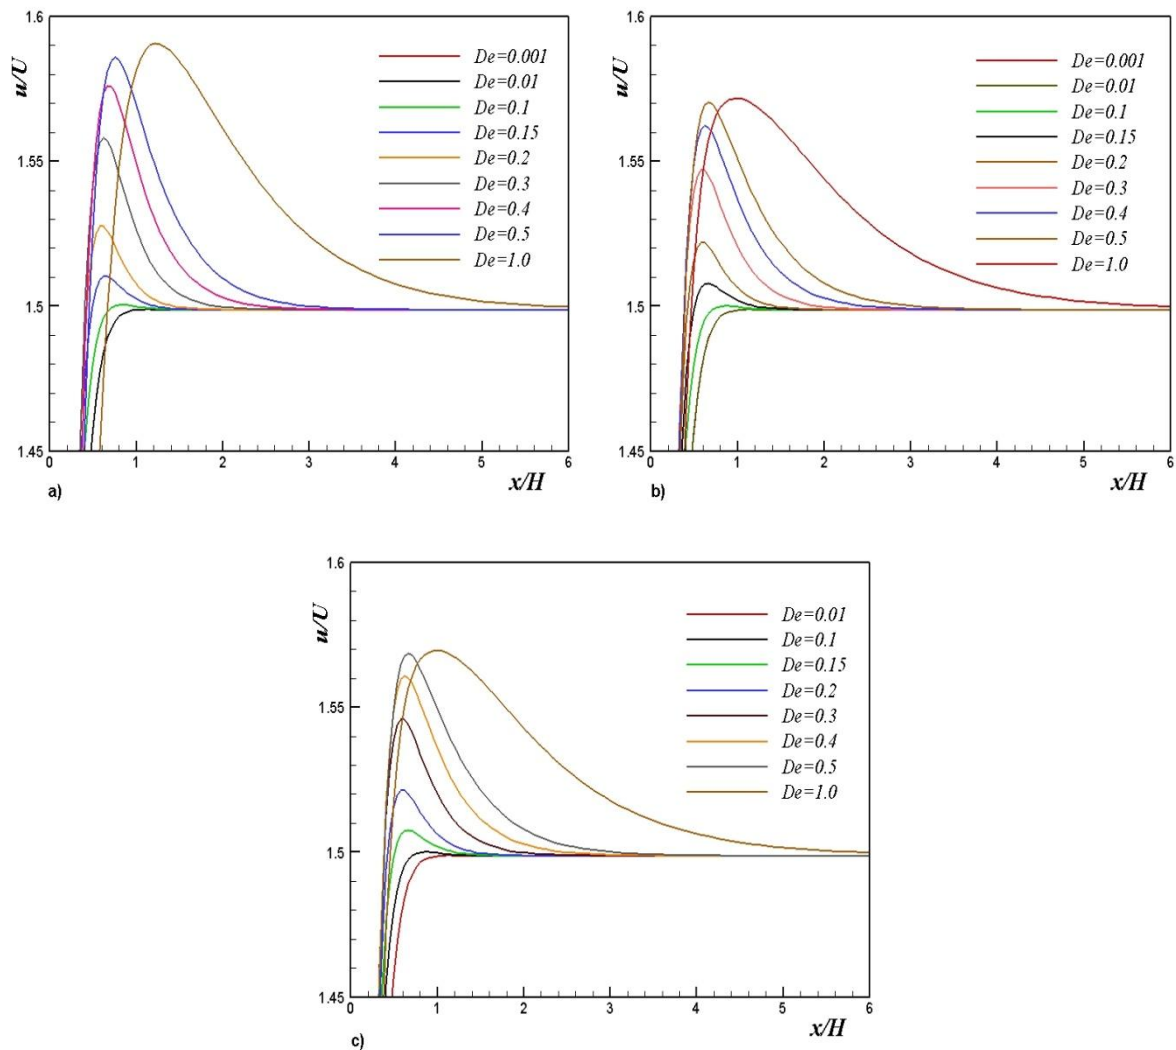 1.6
u/U
1.55
1.5
1.45
0
1
2
3
4
5
6
x/H
a)
De=0.001
De=0.01
De=0.1
De=0.15
De=0.2
De=0.3
De=0.4
De=0.5
De=1.0
1.6
u/U
1.55
1.5
1.45
0
1
2
3
4
5
6
x/H
b)
De=0.001
De=0.01
De=0.1
De=0.15
De=0.2
De=0.3
De=0.4
De=0.5
De=1.0
1.6
u/U
1.55
1.5
1.45
0
1
2
3
4
5
6
x/H
c)
De=0.01
De=0.1
De=0.15
De=0.2
De=0.3
De=0.4
De=0.5
De=1.0